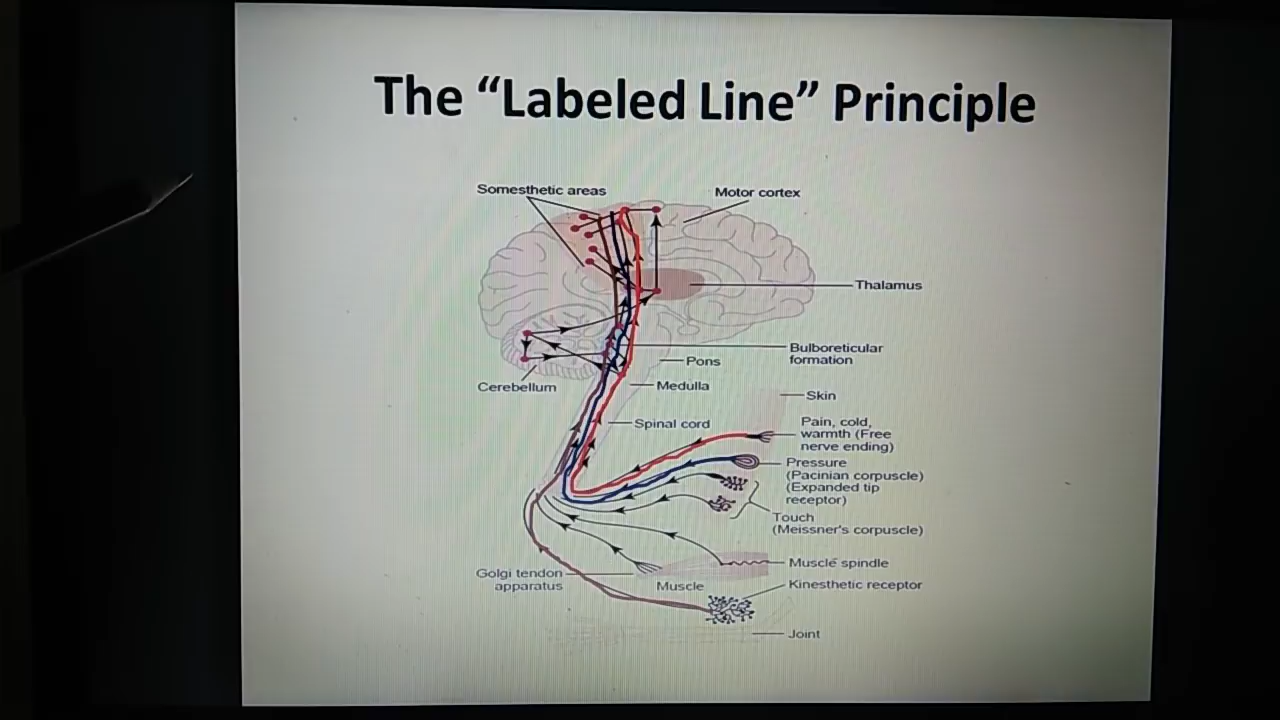 The “Labeled Line” Principle
Somesthetic areas
Motor cortex
Thalamus
Bulboreticular
formation
Pons
Cerebellum
Medulla
Skin
Spinal cord
Pain, cold,
warmth (Free
nerve ending)
Pressure
(Pacinian corpuscle)
(Expanded tip
receptor)
Touch
(Meissner's corpuscle)
Muscle spindle
Golgi tendon
apparatus
Muscle
Kinesthetic receptor
Joint